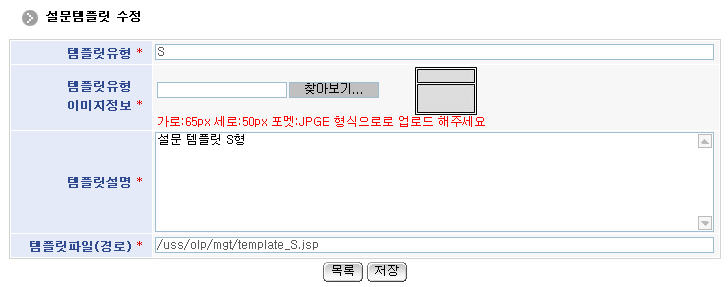 설문템플릿 수정
템플릿유형 *
S
템플릿유형
이미지정보 *
찾아보기...
가로:65px 세로:50px 포멧:JPGE 형식으로로 업로드 해주세요
템플릿설명 *
설문 템플릿 S형
템플릿파일(경로) *
/uss/olp/mgt/template_S.jsp
목록 저장